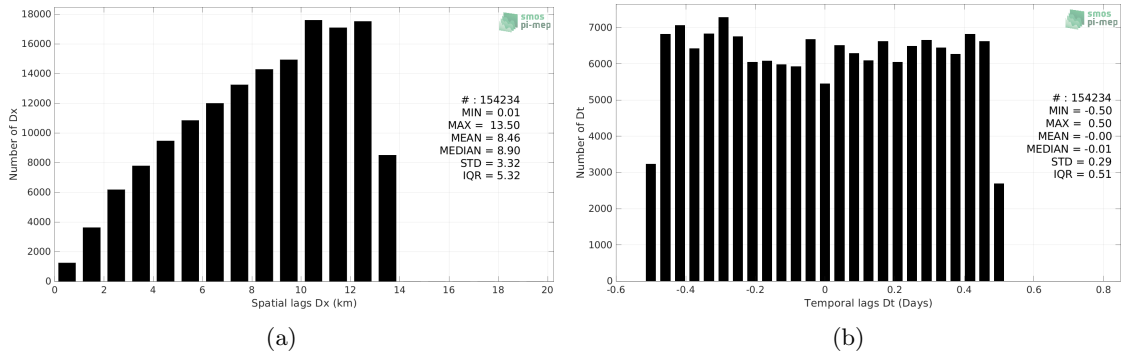 smos
pi-mep
18000
16000
14000
12000
10000
8000
6000
4000
2000
0
Number of Dx
# : 154234
MIN = 0.01
MAX = 13.50
MEAN = 8.46
MEDIAN = 8.90
STD = 3.32
IQR = 5.32
0 2 4 6 8 10 12 14 16 18 20
Spatial lags Dx (km)
(a)
smos
pi-mep
7000
6000
5000
4000
3000
2000
1000
0
Number of Dt
# : 154234
MIN = -0.50
MAX = 0.50
MEAN = -0.00
MEDIAN = -0.01
STD = 0.29
IQR = 0.51
-0.6 -0.4 -0.2 0 0.2 0.4 0.6 0.8
Temporal lags Dt (Days)
(b)